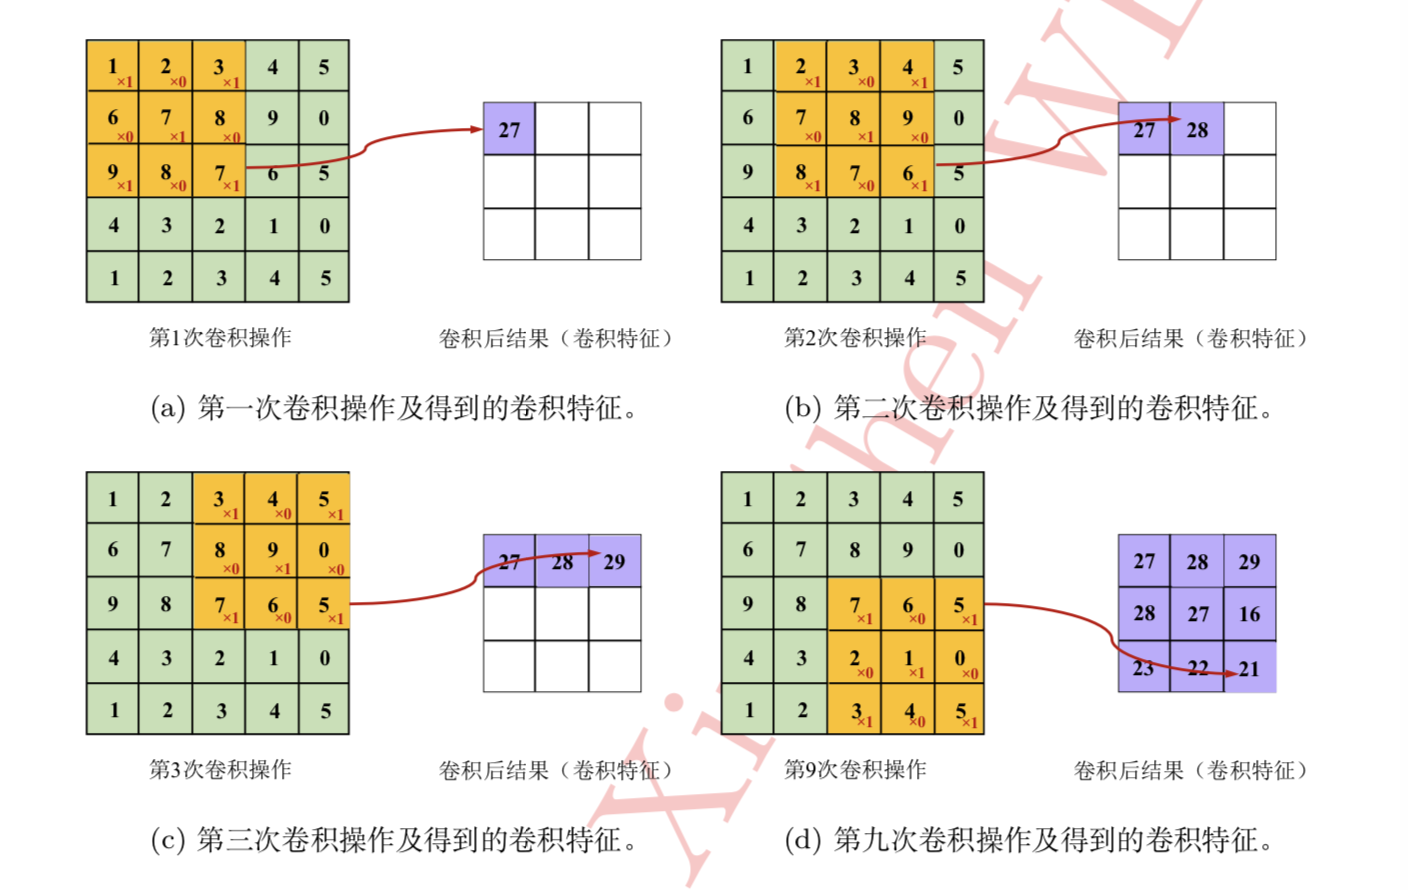 1×1 2×0 3×1 4 5
6×0 7×1 8×0 9 0
9×1 8×0 7×1 6 5
4 3 2 1 0
1 2 3 4 5
27
第1次卷积操作
卷积后结果（卷积特征）
(a) 第一次卷积操作及得到的卷积特征。
1 2×1 3×0 4×1 5
6 7×0 8×1 9×0 0
9 8×1 7×0 6×1 5
4 3 2 1 0
1 2 3 4 5
27 28
第2次卷积操作
卷积后结果（卷积特征）
(b) 第二次卷积操作及得到的卷积特征。
1 2 3×1 4×0 5×1
6 7 8×0 9×1 0×0
9 8 7×1 6×0 5×1
4 3 2 1 0
1 2 3 4 5
27 28 29
第3次卷积操作
卷积后结果（卷积特征）
(c) 第三次卷积操作及得到的卷积特征。
1 2 3 4 5
6 7 8 9 0
9 8 7×1 6×0 5×1
4 3 2×0 1×1 0×0
1 2 3×1 4×0 5×1
27 28 29
28 27 16
23 22 21
第9次卷积操作
卷积后结果（卷积特征）
(d) 第九次卷积操作及得到的卷积特征。